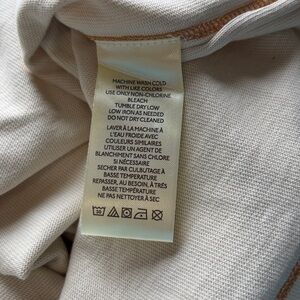 MACHINE WASH COLD
WITH LIKE COLORS
USE ONLY NON-CHLORINE
BLEACH
TUMBLE DRY LOW
LOW IRON AS NEEDED
DO NOT DRY CLEANED
LAVER À LA MACHINE À
L'EAU FROIDE AVEC
COULEURS SIMILAIRES
UTILISER UN AGENT DE
BLANCHIMENT SANS CHLORE
SI NÉCESSAIRE
SÉCHER PAR CULBUTAGE À
BASSE TEMPÉRATURE
REPASSER, AU BESOIN, À TRÈS
BASSE TEMPÉRATURE
NE PAS NETTOYER À SEC/
30